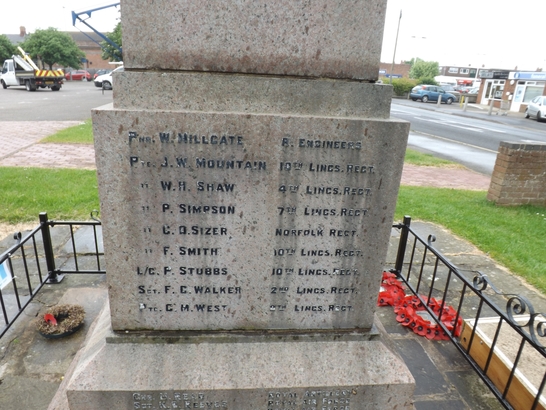 Pnr. W. Millgate R. Engineers
Pte. J. W. Mountain 10th Lincs. Regt.
" W. H. Shaw 4th Lincs. Regt.
" P. Simpson 7th Lincs. Regt.
" C. O. Sizer Norfolk Regt.
" F. Smith 10th Lincs. Regt.
L/C. P. Stubbs 10th Lincs. Regt.
Sgt. F. C. Walker 2nd Lincs. Regt.
Pte. C. M. West 2nd Lincs. Regt.